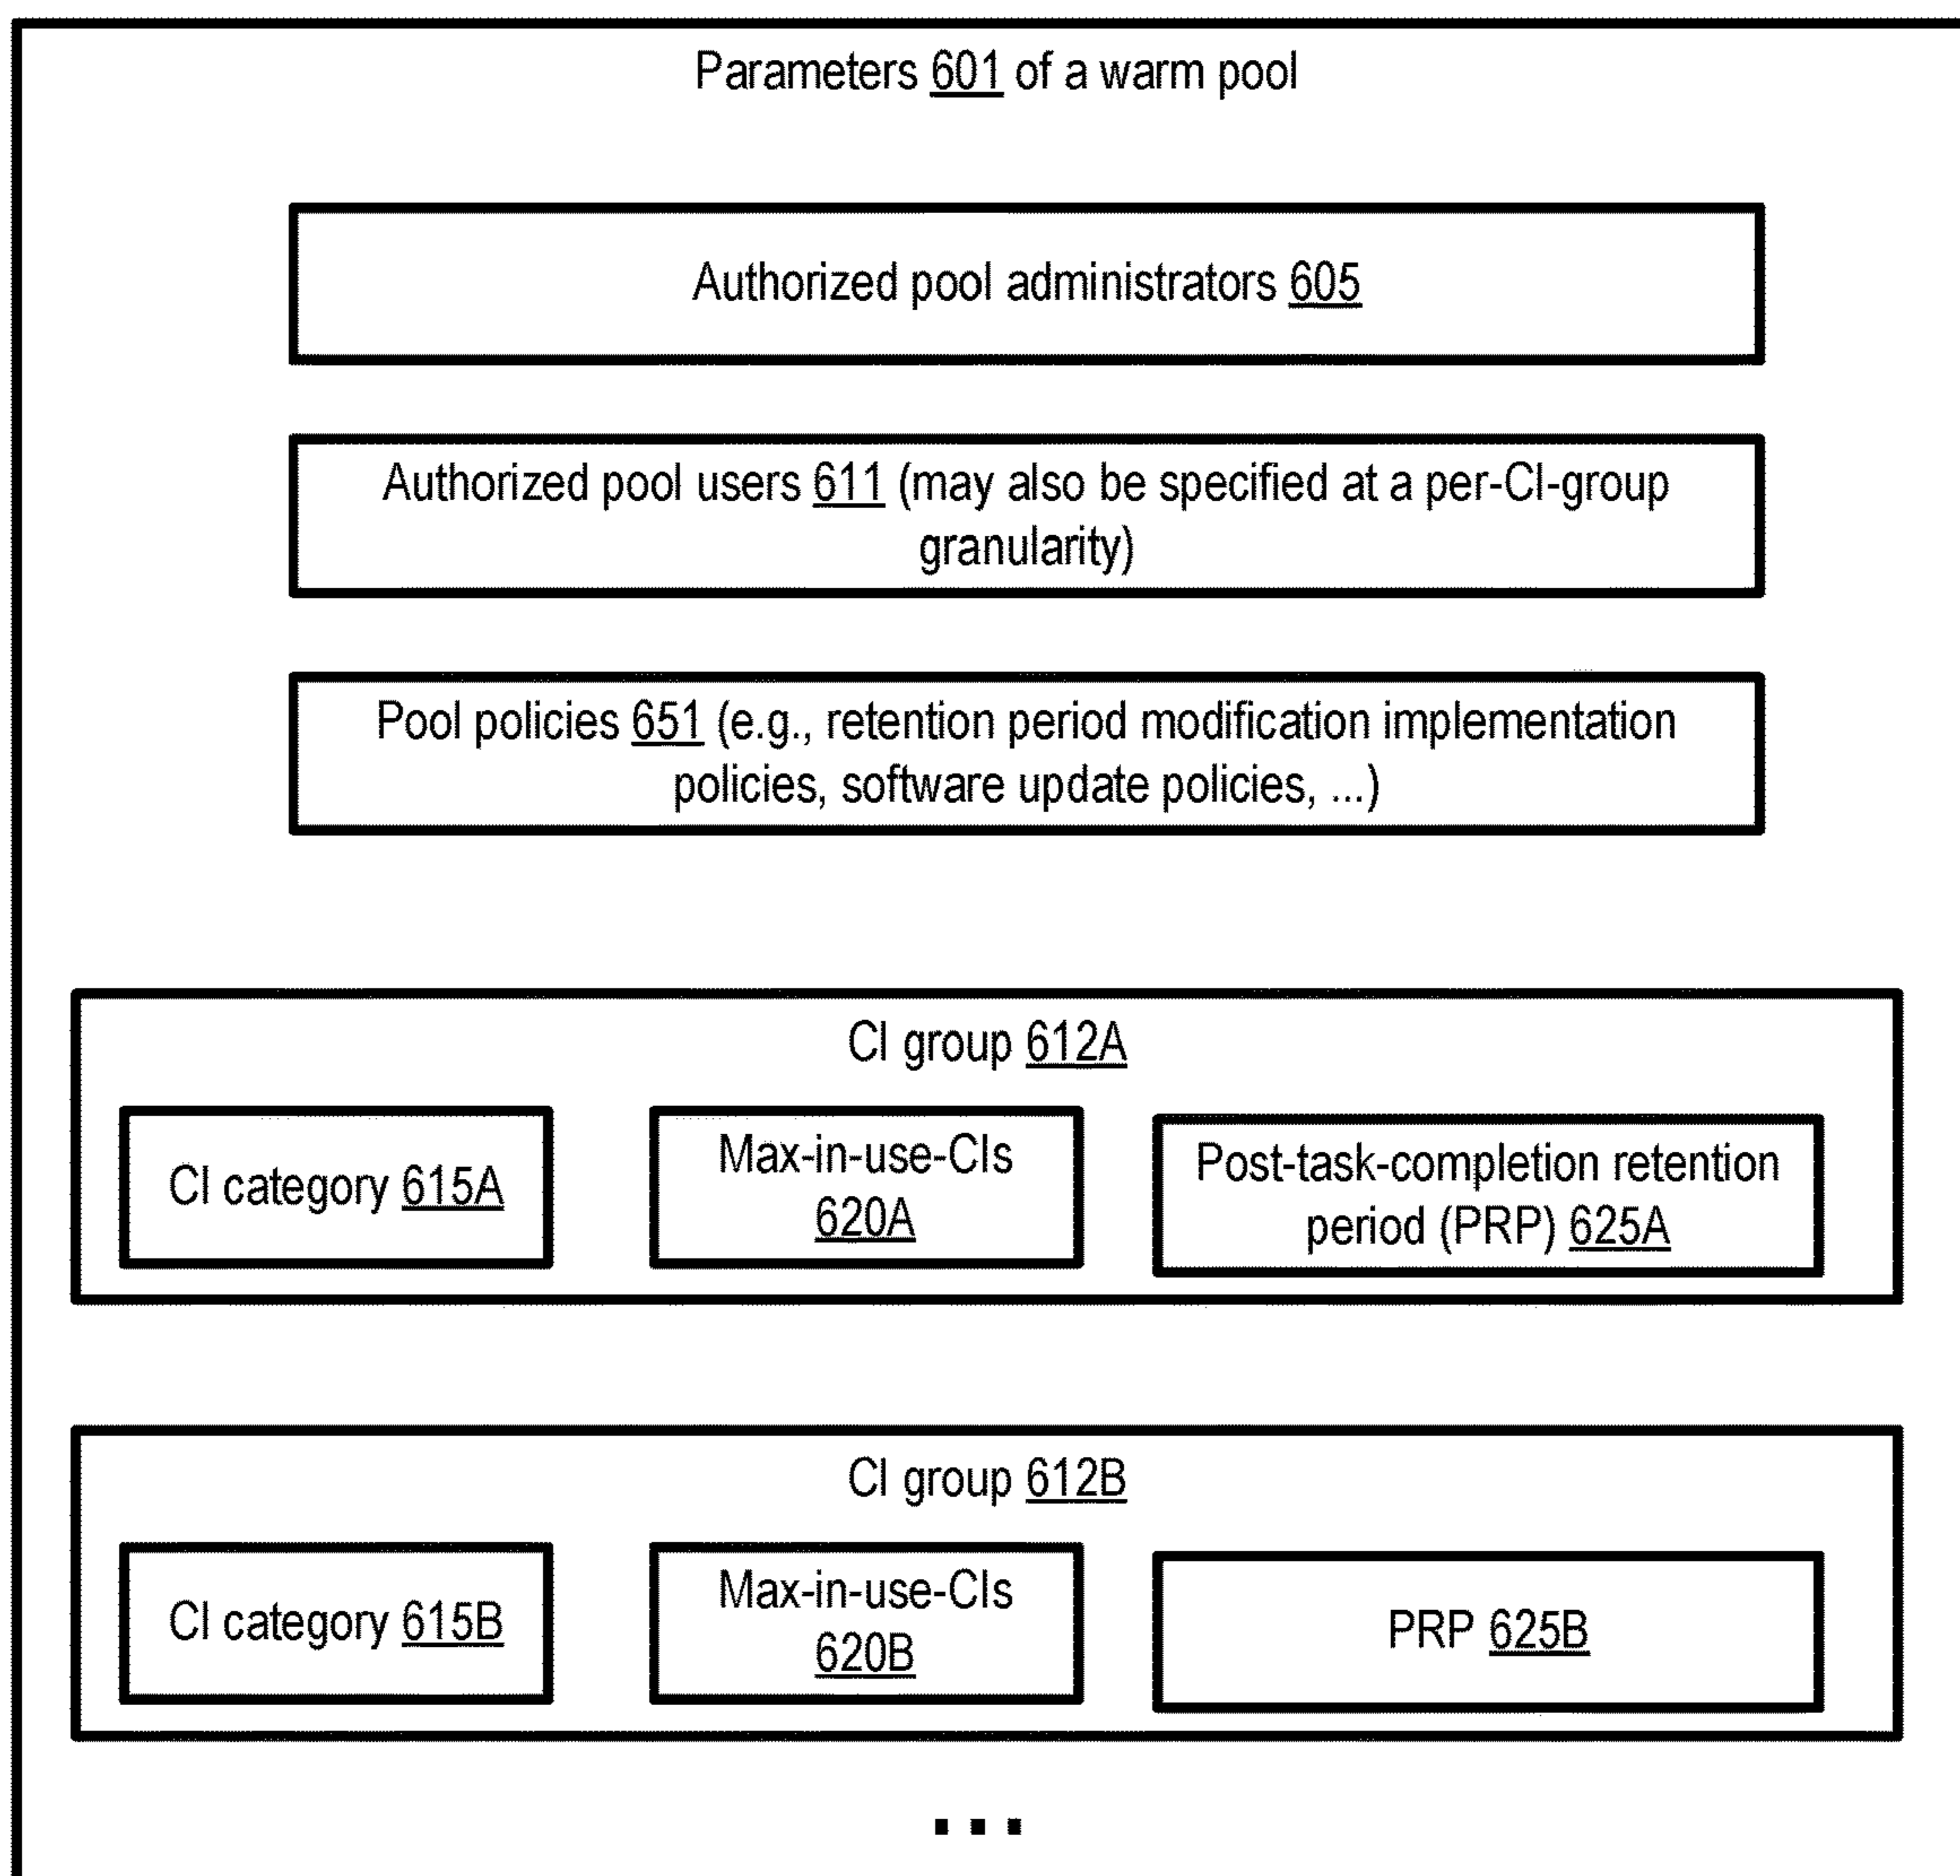 Parameters 601 of a warm pool
Authorized pool administrators 605
Authorized pool users 611 (may also be specified at a per-CI-group
granularity)
Pool policies 651 (e.g., retention period modification implementation
policies, software update policies, ...)
CI group 612A
CI category 615A
Max-in-use-CIs
620A
Post-task-completion retention
period (PRP) 625A
CI group 612B
CI category 615B
Max-in-use-CIs
620B
PRP 625B
...